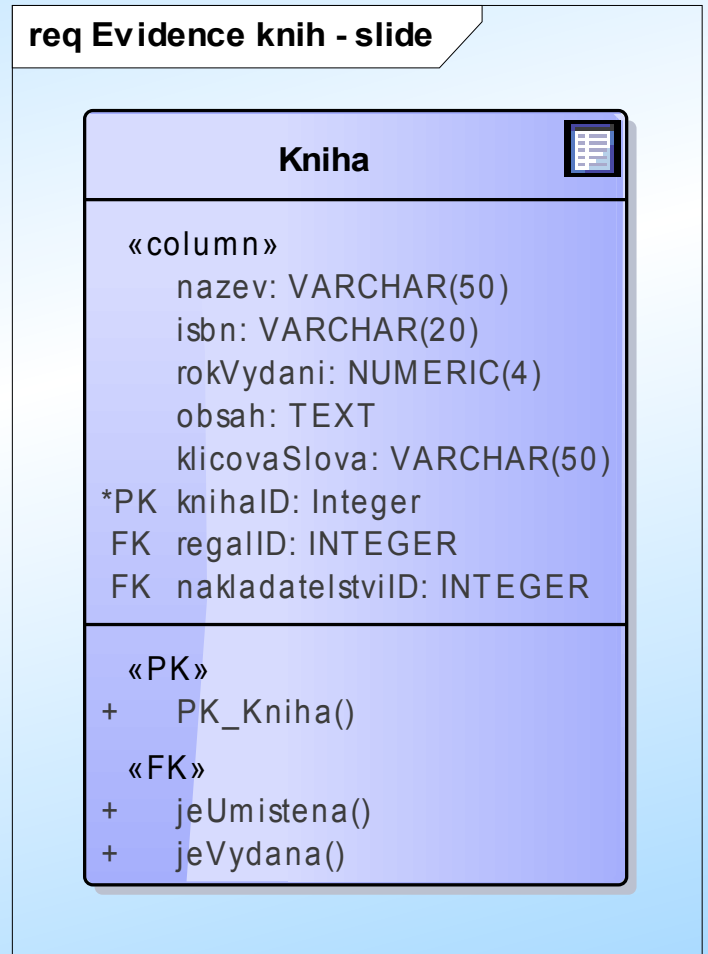 req Evidence knih - slide
Kniha
«column»
nazev: VARCHAR(50)
isbn: VARCHAR(20)
rokVydani: NUMERIC(4)
obsah: TEXT
klicovaSlova: VARCHAR(50)
*PK knihaID: Integer
FK regalID: INTEGER
FK nakladatelstviID: INTEGER
«PK»
+ PK_Kniha()
«FK»
+ jeUmistena()
+ jeVydana()